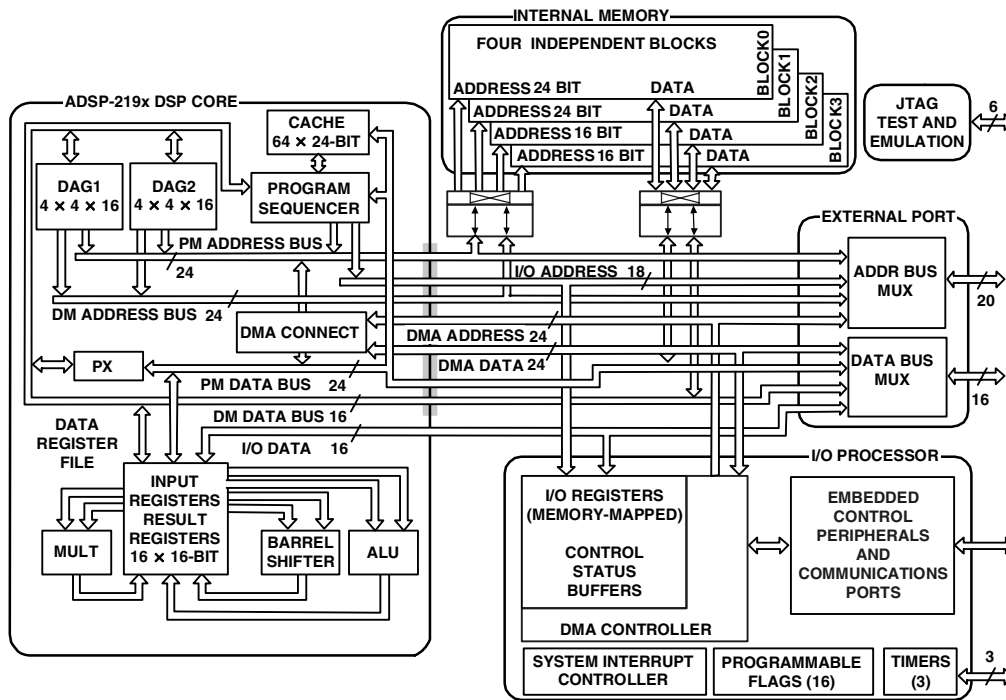 INTERNAL MEMORY
FOUR INDEPENDENT BLOCKS
BLOCK0
BLOCK1
BLOCK2
BLOCK3
ADDRESS 24 BIT DATA
ADDRESS 24 BIT DATA
ADDRESS 16 BIT DATA
ADDRESS 16 BIT DATA
JTAG
TEST AND
EMULATION
6
ADSP-219x DSP CORE
CACHE
64 × 24-BIT
DAG1
4 × 4 × 16
DAG2
4 × 4 × 16
PROGRAM
SEQUENCER
PM ADDRESS BUS
24
I/O ADDRESS 18
DM ADDRESS BUS 24
DMA CONNECT
DMA ADDRESS 24
DMA DATA 24
PX
PM DATA BUS 24
DM DATA BUS 16
I/O DATA 16
EXTERNAL PORT
ADDR BUS
MUX
20
DATA BUS
MUX
16
DATA
REGISTER
FILE
INPUT
REGISTERS
RESULT
REGISTERS
16 × 16-BIT
MULT
BARREL
SHIFTER
ALU
I/O PROCESSOR
I/O REGISTERS
(MEMORY-MAPPED)
CONTROL
STATUS
BUFFERS
DMA CONTROLLER
EMBEDDED
CONTROL
PERIPHERALS
AND
COMMUNICATIONS
PORTS
SYSTEM INTERRUPT
CONTROLLER
PROGRAMMABLE
FLAGS (16)
TIMERS
(3)
3